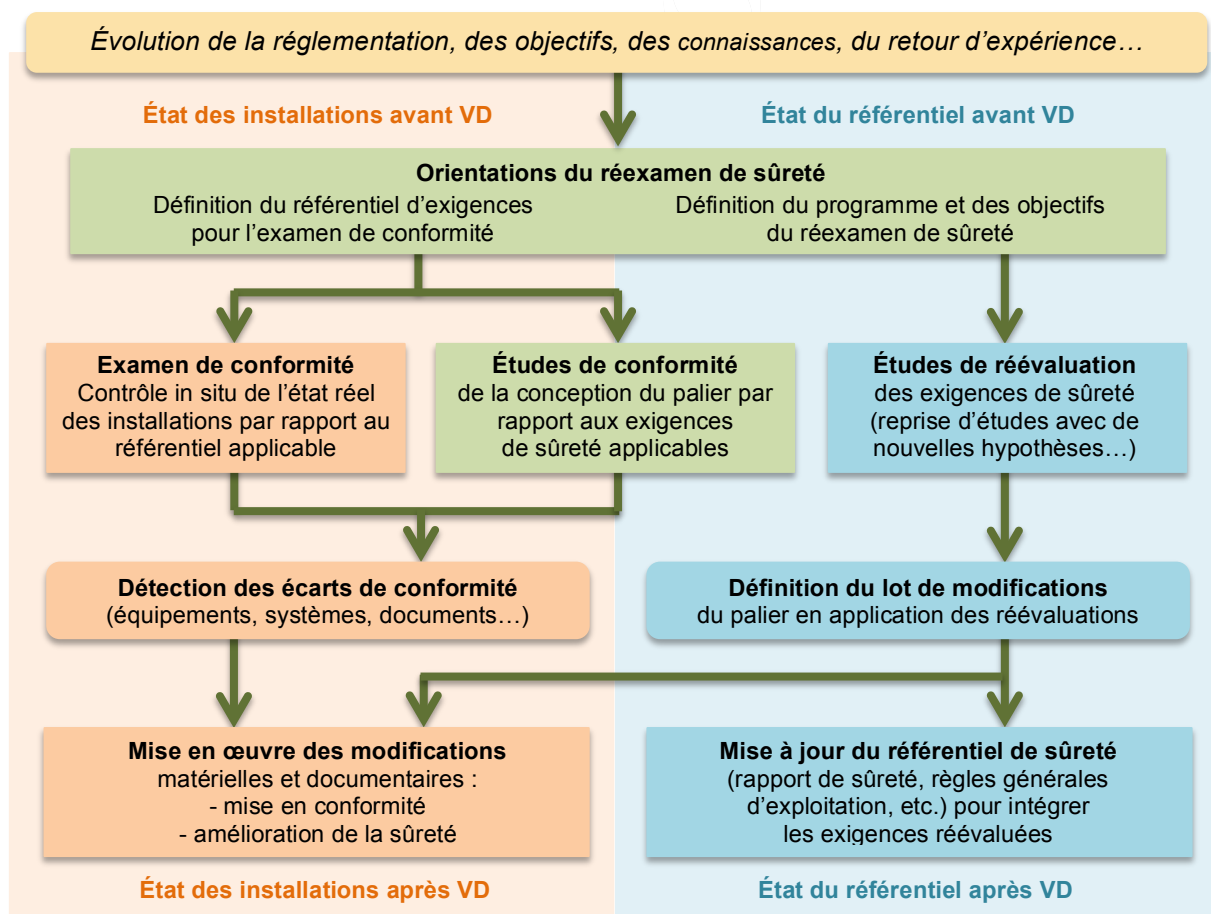 Évolution de la réglementation, des objectifs, des connaissances, du retour d’expérience…
État des installations avant VD
État du référentiel avant VD
Orientations du réexamen de sûreté
Définition du référentiel d’exigences
pour l’examen de conformité
Définition du programme et des objectifs
du réexamen de sûreté
Examen de conformité
Contrôle in situ de l’état réel
des installations par rapport au
référentiel applicable
Études de conformité
de la conception du palier par
rapport aux exigences
de sûreté applicables
Études de réévaluation
des exigences de sûreté
(reprise d’études avec de
nouvelles hypothèses…)
Détection des écarts de conformité
(équipements, systèmes, documents…)
Définition du lot de modifications
du palier en application des réévaluations
Mise en œuvre des modifications
matérielles et documentaires :
- mise en conformité
- amélioration de la sûreté
Mise à jour du référentiel de sûreté
(rapport de sûreté, règles générales
d’exploitation, etc.) pour intégrer
les exigences réévaluées
État des installations après VD
État du référentiel après VD